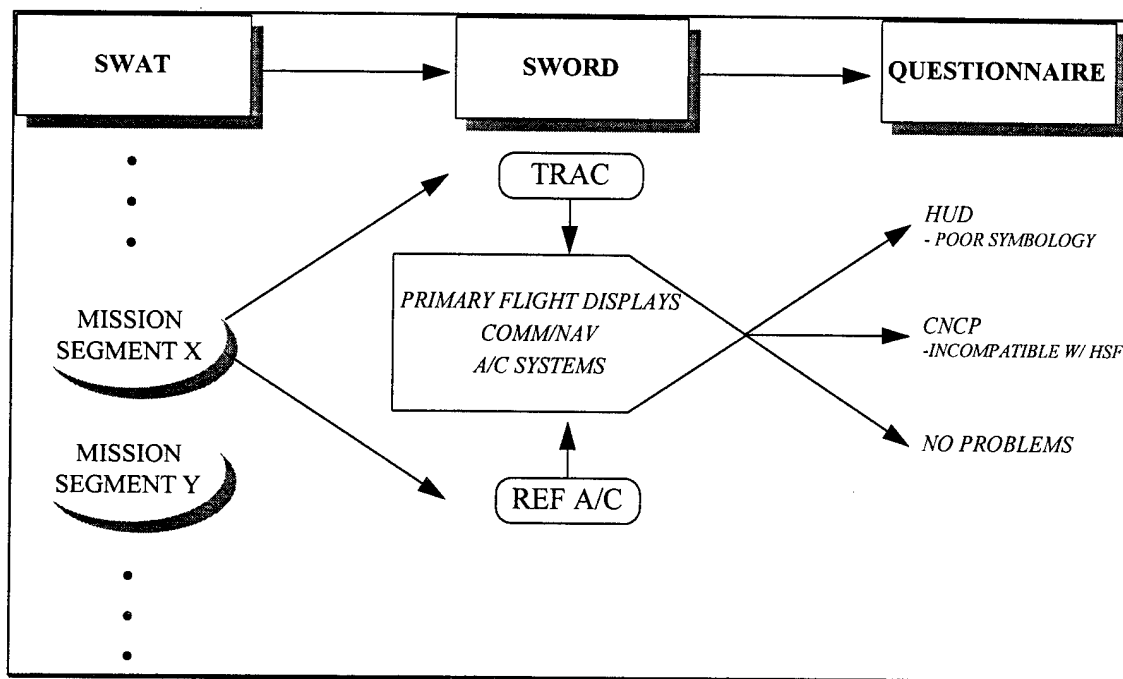 SWAT
SWORD
QUESTIONNAIRE
TRAC
MISSION
SEGMENT X
MISSION
SEGMENT Y
PRIMARY FLIGHT DISPLAYS
COMM/NAV
A/C SYSTEMS
REF A/C
HUD
- POOR SYMBOLOGY
CNCP
-INCOMPATIBLE W/ HSF
NO PROBLEMS